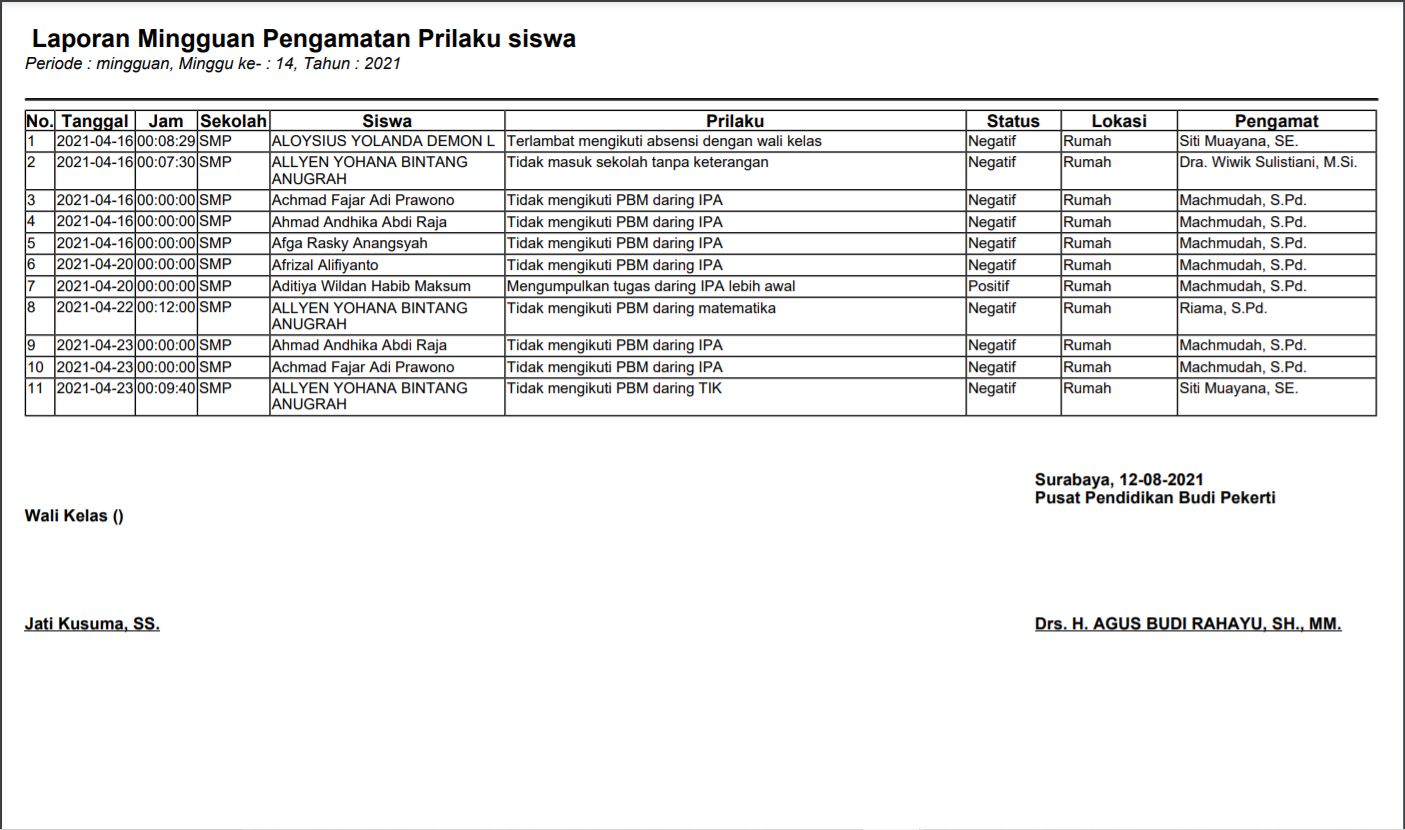 Laporan Mingguan Pengamatan Prilaku siswa
Periode : mingguan, Minggu ke- : 14, Tahun : 2021
No. Tanggal Jam Sekolah Siswa Prilaku Status Lokasi Pengamat
1 2021-04-16 00:08:29 SMP ALOYSIUS YOLANDA DEMON L Terlambat mengikuti absensi dengan wali kelas Negatif Rumah Siti Muayana, SE.
2 2021-04-16 00:07:30 SMP ALLYEN YOHANA BINTANG Tidak masuk sekolah tanpa keterangan Negatif Rumah Dra. Wiwik Sulistiani, M.Si.
ANUGRAH
3 2021-04-16 00:00:00 SMP Achmad Fajar Adi Prawono Tidak mengikuti PBM daring IPA Negatif Rumah Machmudah, S.Pd.
4 2021-04-16 00:00:00 SMP Ahmad Andhika Abdi Raja Tidak mengikuti PBM daring IPA Negatif Rumah Machmudah, S.Pd.
5 2021-04-16 00:00:00 SMP Afga Rasky Anangsyah Tidak mengikuti PBM daring IPA Negatif Rumah Machmudah, S.Pd.
6 2021-04-20 00:00:00 SMP Afrizal Alifiyanto Tidak mengikuti PBM daring IPA Negatif Rumah Machmudah, S.Pd.
7 2021-04-20 00:00:00 SMP Aditiya Wildan Habib Maksum Mengumpulkan tugas daring IPA lebih awal Positif Rumah Machmudah, S.Pd.
8 2021-04-22 00:12:00 SMP ALLYEN YOHANA BINTANG Tidak mengikuti PBM daring matematika Negatif Rumah Riama, S.Pd.
ANUGRAH
9 2021-04-23 00:00:00 SMP Ahmad Andhika Abdi Raja Tidak mengikuti PBM daring IPA Negatif Rumah Machmudah, S.Pd.
10 2021-04-23 00:00:00 SMP Achmad Fajar Adi Prawono Tidak mengikuti PBM daring IPA Negatif Rumah Machmudah, S.Pd.
11 2021-04-23 00:09:40 SMP ALLYEN YOHANA BINTANG Tidak mengikuti PBM daring TIK Negatif Rumah Siti Muayana, SE.
ANUGRAH
Surabaya, 12-08-2021
Pusat Pendidikan Budi Pekerti
Wali Kelas ()
Jati Kusuma, SS.
Drs. H. AGUS BUDI RAHAYU, SH., MM.